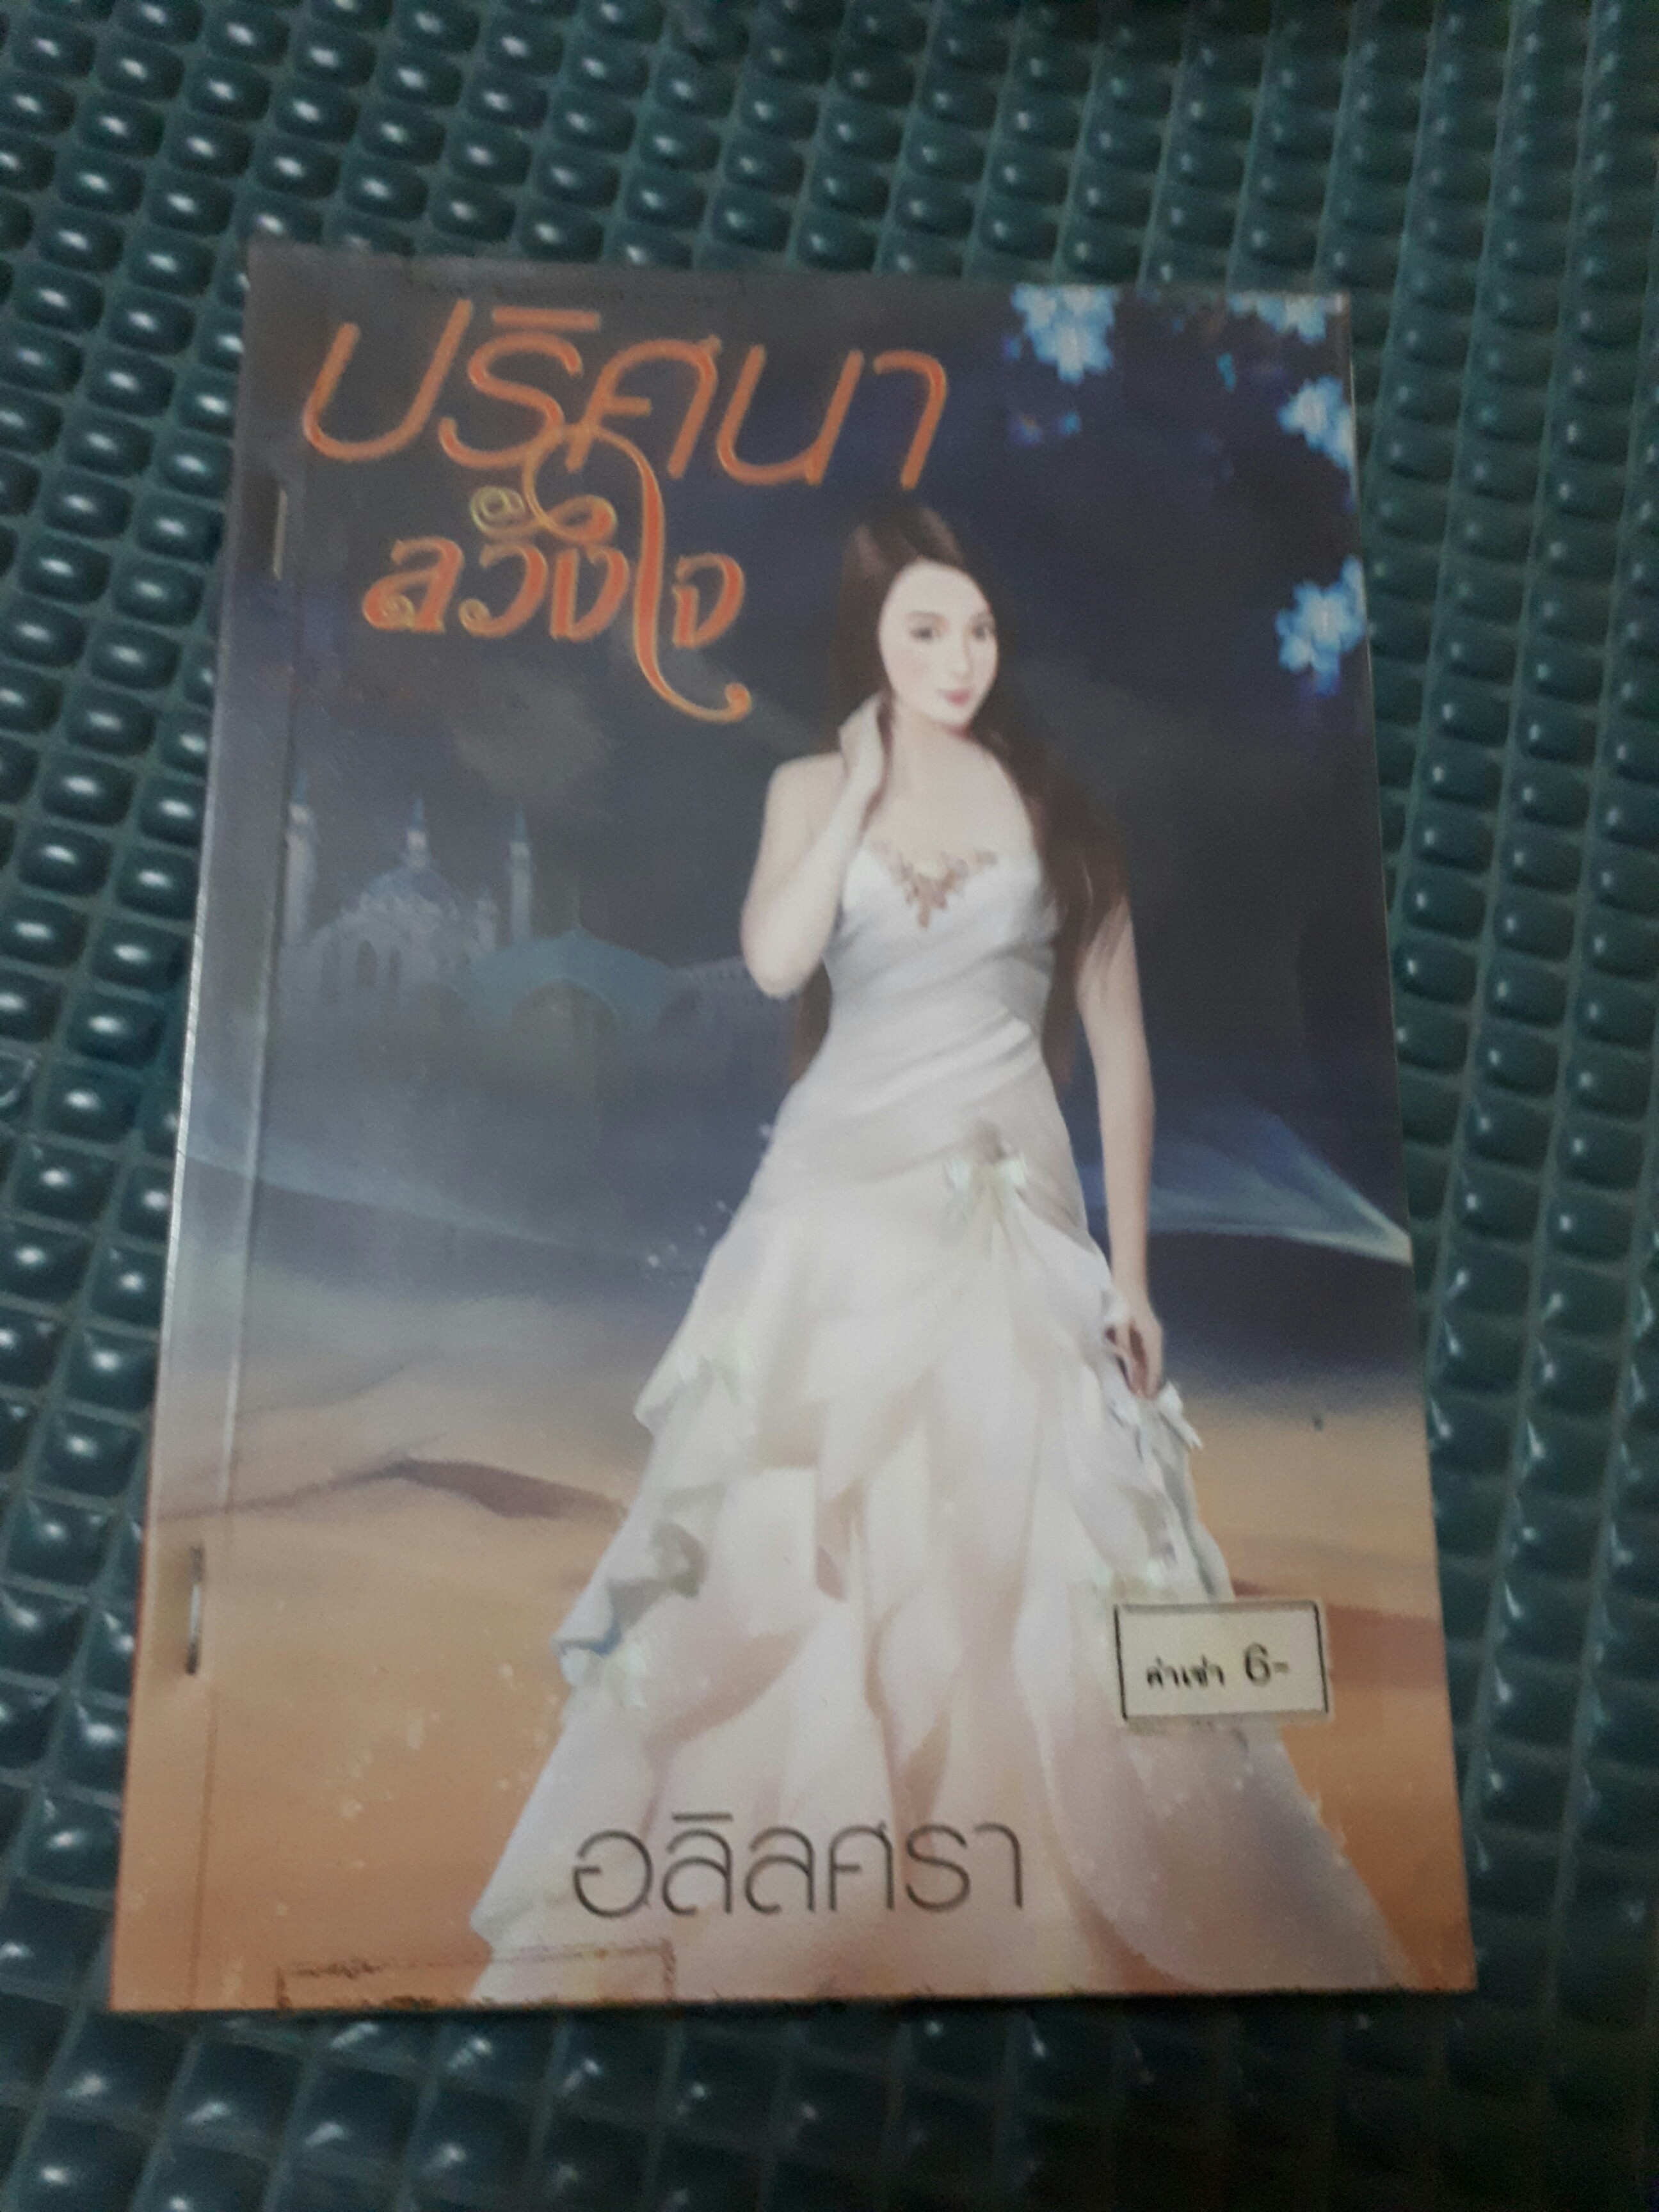 ปริศนา
ลวงใจ
ค่าเช่า 6-
อลิลศรา